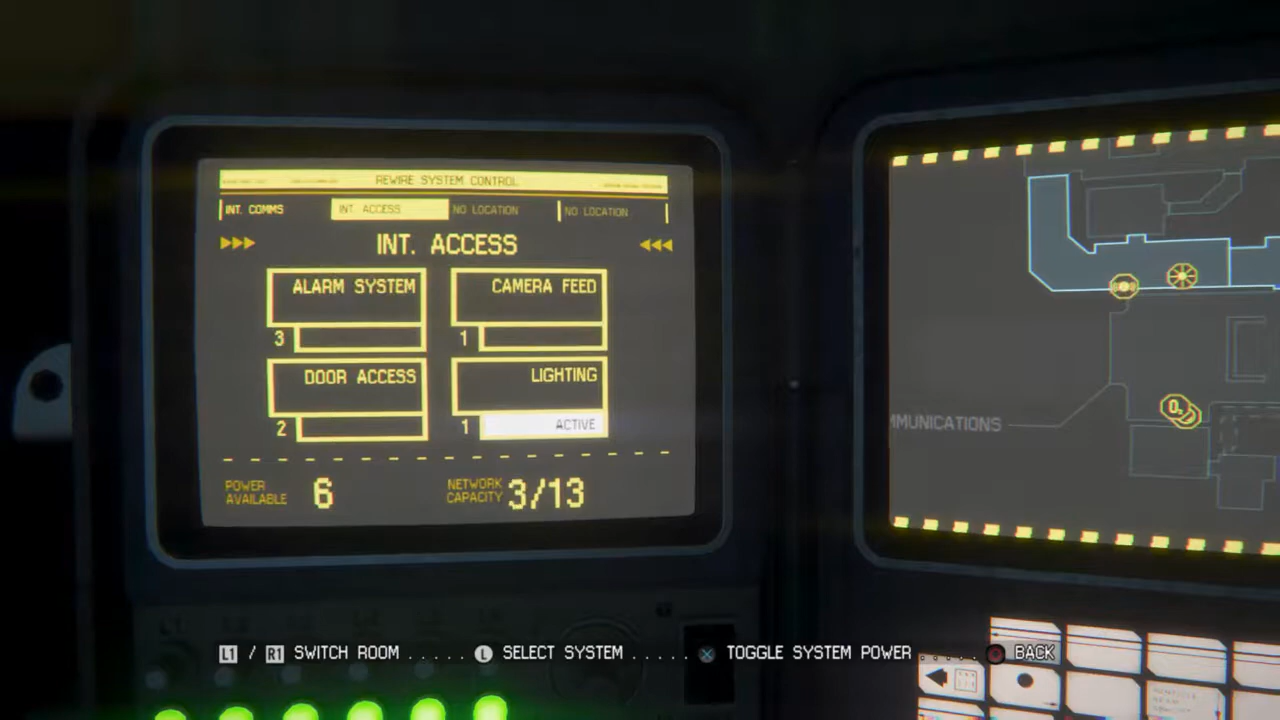 REWIRE SYSTEM CONTROL
INT. COMMS INT. ACCESS NO LOCATION NO LOCATION
INT. ACCESS
ALARM SYSTEM CAMERA FEED
3 1
DOOR ACCESS LIGHTING
2 1 ACTIVE
POWER AVAILABLE 6 NETWORK CAPACITY 3/13
MMUNICATIONS
L1 / R1 SWITCH ROOM ..... L SELECT SYSTEM ..... X TOGGLE SYSTEM POWER ..... BACK